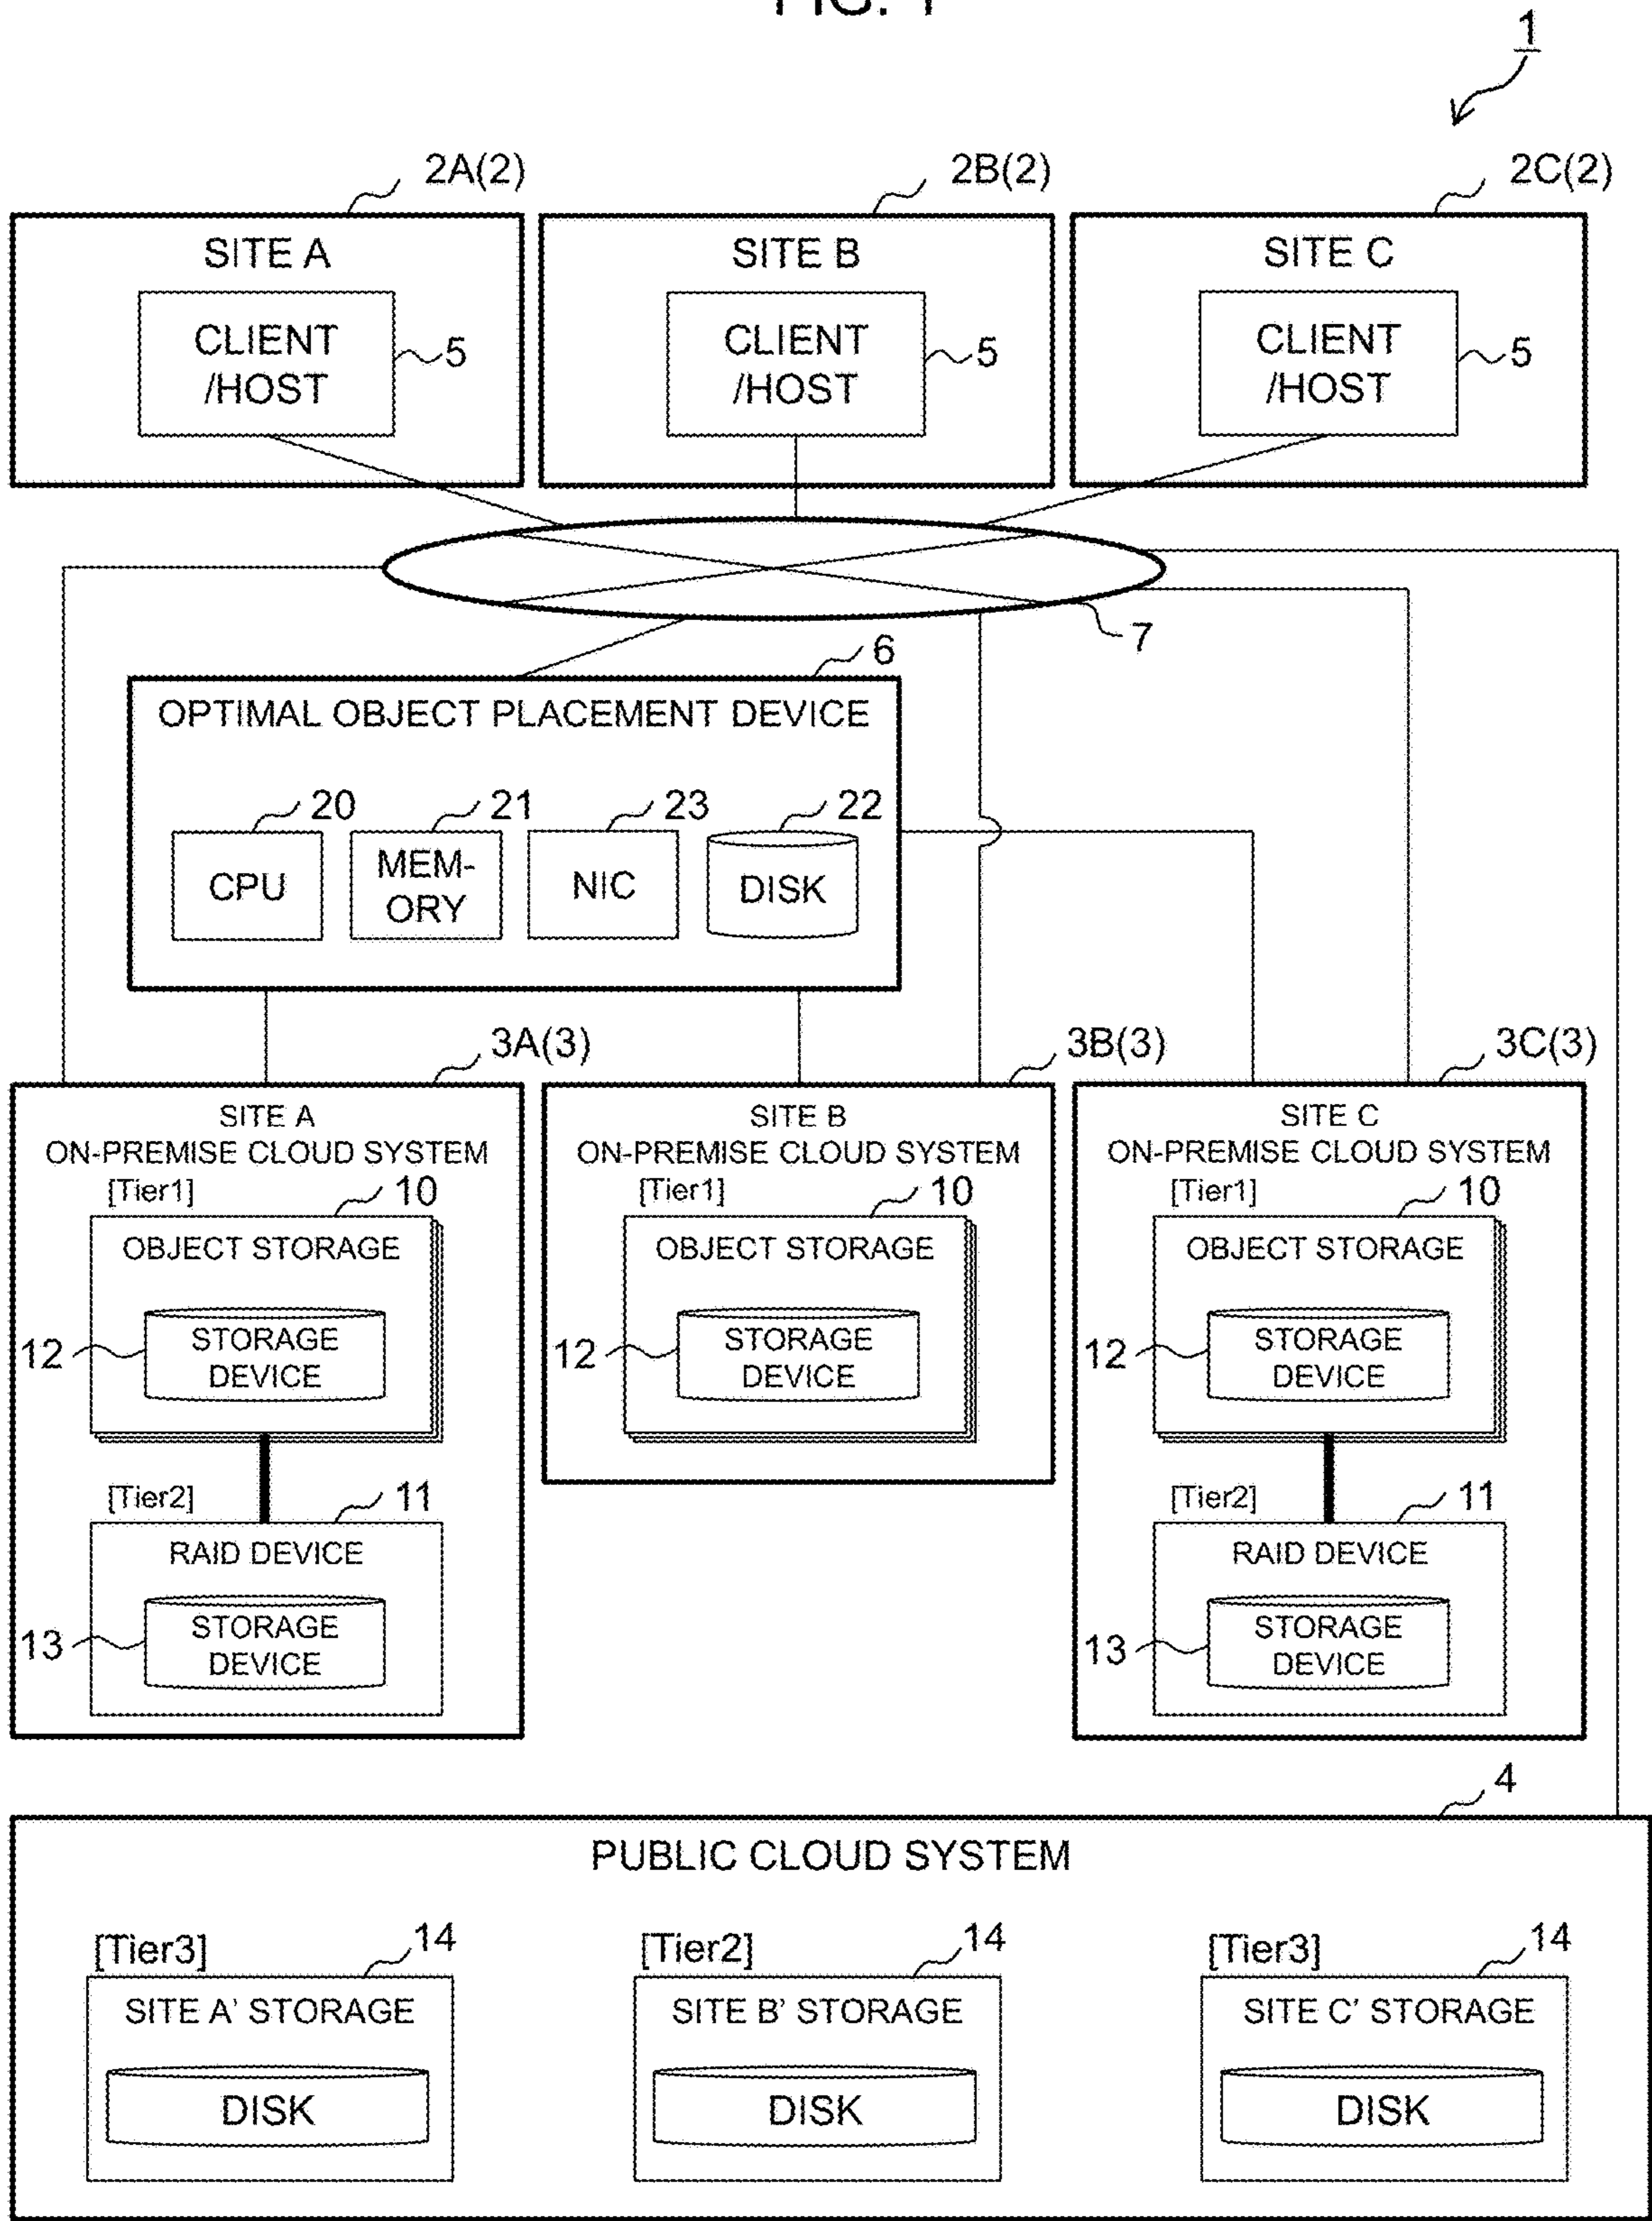 FIG. 1
1
2A(2)
2B(2)
2C(2)
SITE A
SITE B
SITE C
CLIENT
/HOST
5
CLIENT
/HOST
5
CLIENT
/HOST
5
7
6
OPTIMAL OBJECT PLACEMENT DEVICE
20
21
23
22
CPU
MEM-
ORY
NIC
DISK
3A(3)
3B(3)
3C(3)
SITE A
ON-PREMISE CLOUD SYSTEM
[Tier1]
10
OBJECT STORAGE
12
STORAGE
DEVICE
[Tier2]
11
RAID DEVICE
13
STORAGE
DEVICE
SITE B
ON-PREMISE CLOUD SYSTEM
[Tier1]
10
OBJECT STORAGE
12
STORAGE
DEVICE
SITE C
ON-PREMISE CLOUD SYSTEM
[Tier1]
10
OBJECT STORAGE
12
STORAGE
DEVICE
[Tier2]
11
RAID DEVICE
13
STORAGE
DEVICE
4
PUBLIC CLOUD SYSTEM
[Tier3]
14
SITE A' STORAGE
DISK
[Tier2]
14
SITE B' STORAGE
DISK
[Tier3]
14
SITE C' STORAGE
DISK